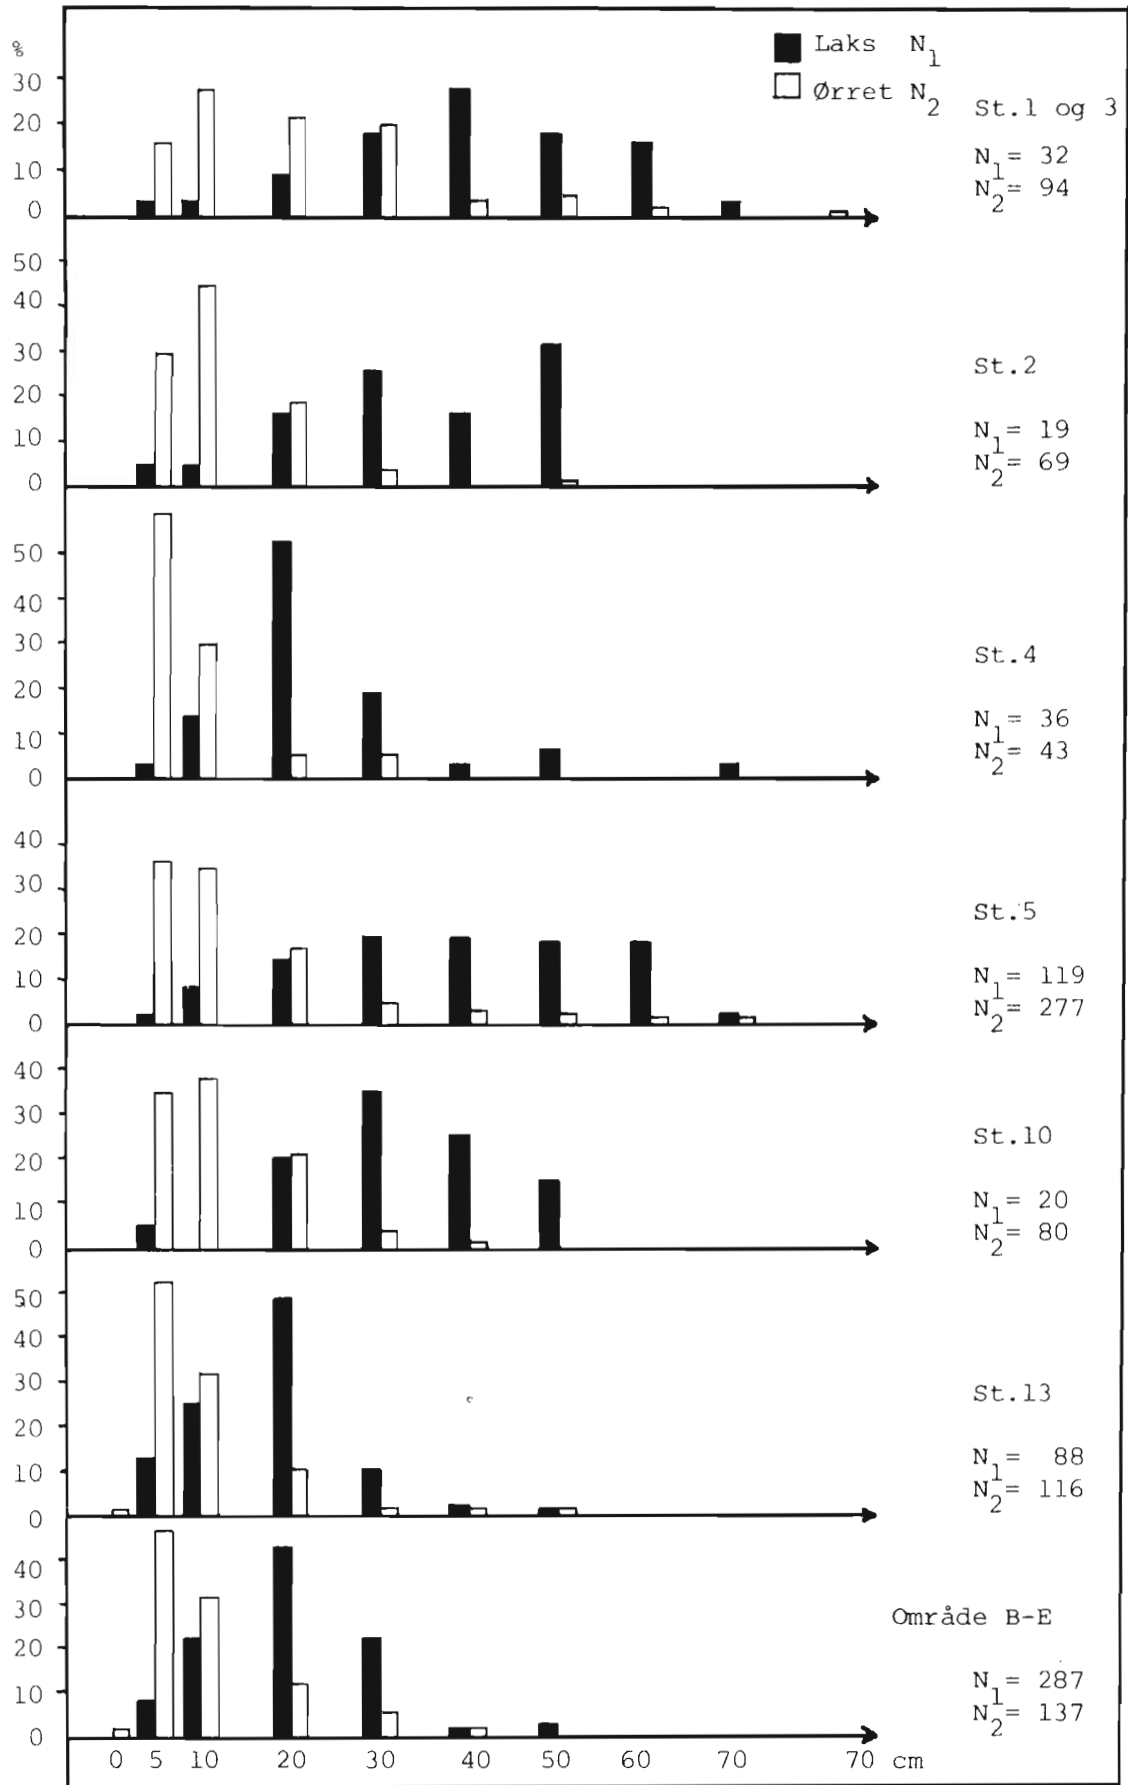 %
Laks N1
Ørret N2
St.1 og 3
N1= 32
N2= 94
30
20
10
0
50
40
30
20
10
0
St.2
N1= 19
N2= 69
50
40
30
20
10
0
St.4
N1= 36
N2= 43
40
30
20
10
0
St.5
N1= 119
N2= 277
40
30
20
10
0
St.10
N1= 20
N2= 80
50
40
30
20
10
0
St.13
N1= 88
N2= 116
40
30
20
10
0
Område B-E
N1= 287
N2= 137
0 5 10 20 30 40 50 60 70 70 cm